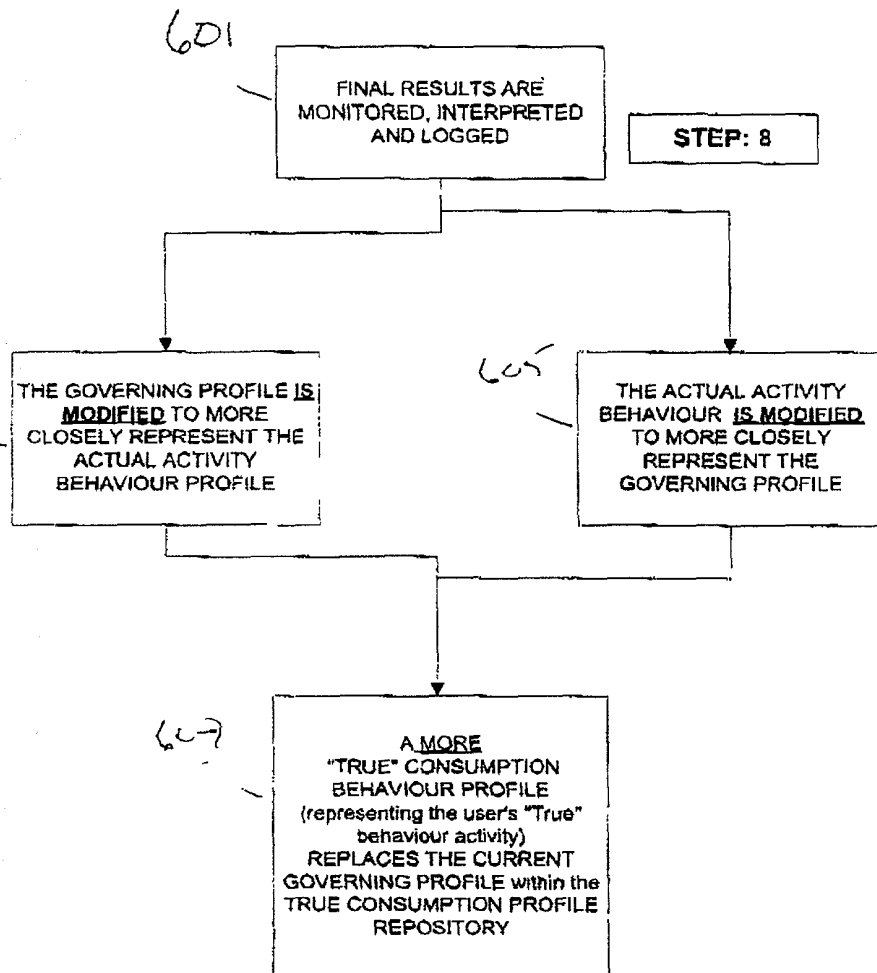 601
FINAL RESULTS ARE
MONITORED, INTERPRETED
AND LOGGED
STEP: 8
THE GOVERNING PROFILE IS
MODIFIED TO MORE
CLOSELY REPRESENT THE
ACTUAL ACTIVITY
BEHAVIOUR PROFILE
605
THE ACTUAL ACTIVITY
BEHAVIOUR IS MODIFIED
TO MORE CLOSELY
REPRESENT THE
GOVERNING PROFILE
607
A MORE
"TRUE" CONSUMPTION
BEHAVIOUR PROFILE
(representing the user's "True"
behaviour activity)
REPLACES THE CURRENT
GOVERNING PROFILE within the
TRUE CONSUMPTION PROFILE
REPOSITORY